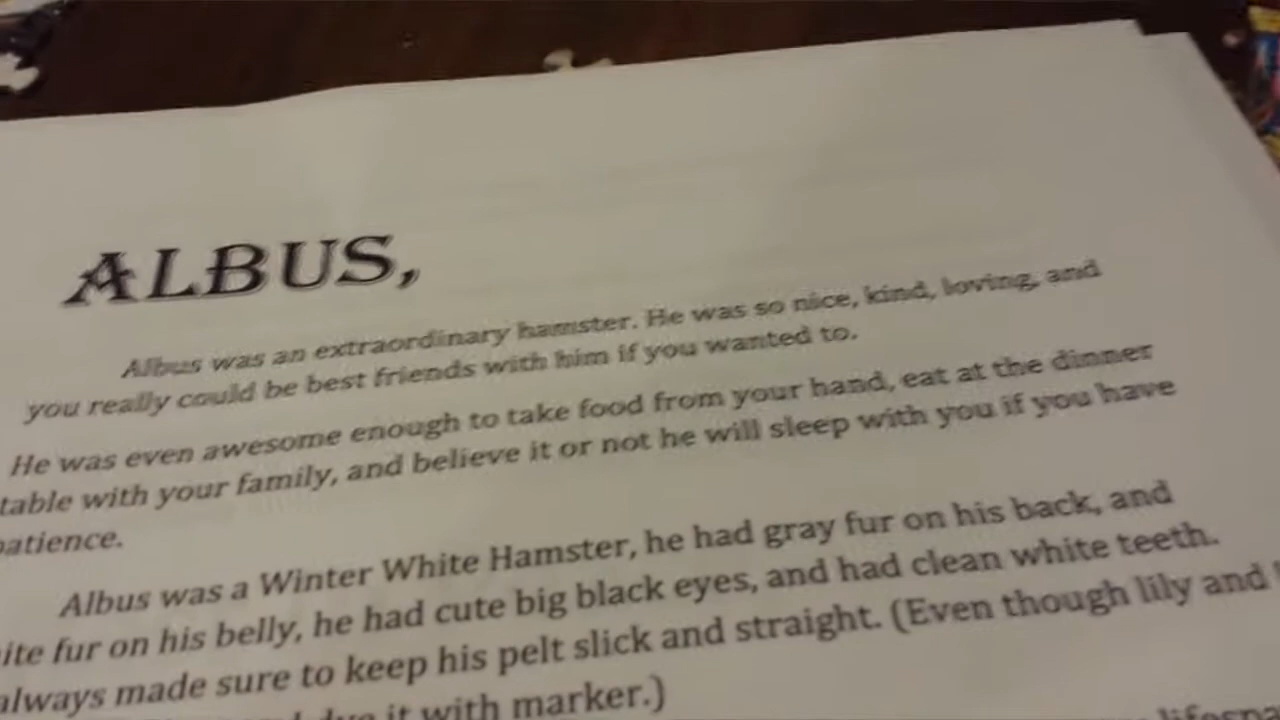 ALBUS,
Albus was an extraordinary hamster. He was so nice, kind, loving, and
you really could be best friends with him if you wanted to.
He was even awesome enough to take food from your hand, eat at the dinner
table with your family, and believe it or not he will sleep with you if you have
patience.
Albus was a Winter White Hamster, he had gray fur on his back, and
ite fur on his belly, he had cute big black eyes, and had clean white teeth.
always made sure to keep his pelt slick and straight. (Even though lily and
it with marker.)